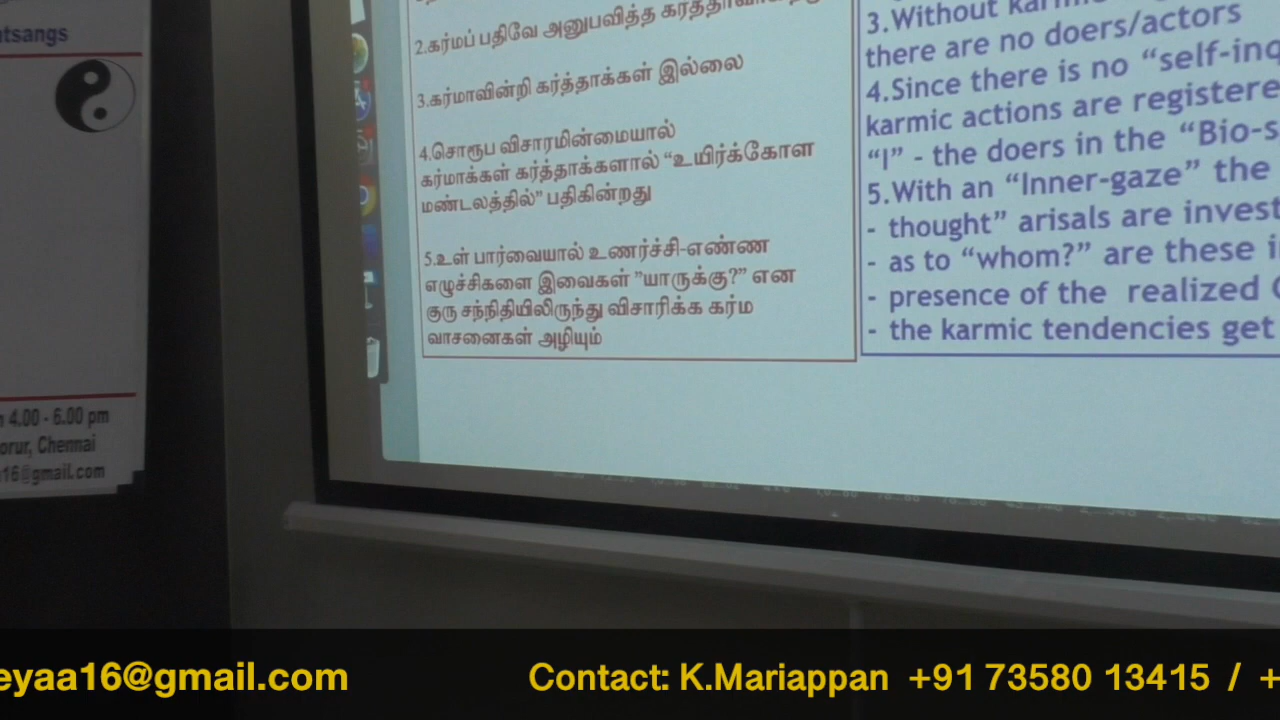 tsangs
4.00 - 6.00 pm
orur, Chennai
a16@gmail.com
2.கர்மப் பதிவே அனுபவித்த
3.கர்மாவின்றி கர்த்தாக்கள் இல்லை
4.சொரூப விசாரமின்மையால்
கர்மாக்கள் கர்த்தாக்களால் “உயிர்க்கோள
மண்டலத்தில்” பதிகின்றது
5.உள் பார்வையால் உணர்ச்சி-எண்ண
எழுச்சிகளை இவைகள் ”யாருக்கு?” என
குரு சந்நிதியிலிருந்து விசாரிக்க கர்ம
வாசனைகள் அழியும்
3.Without
there are no doers/actors
4.Since there is no “self-inq
karmic actions are registere
“I” - the doers in the “Bio-s
5.With an “Inner-gaze” the
- thought” arisals are invest
- as to “whom?” are these i
- presence of the realized
- the karmic tendencies get
eyaa16@gmail.com Contact: K.Mariappan +91 73580 13415 / +